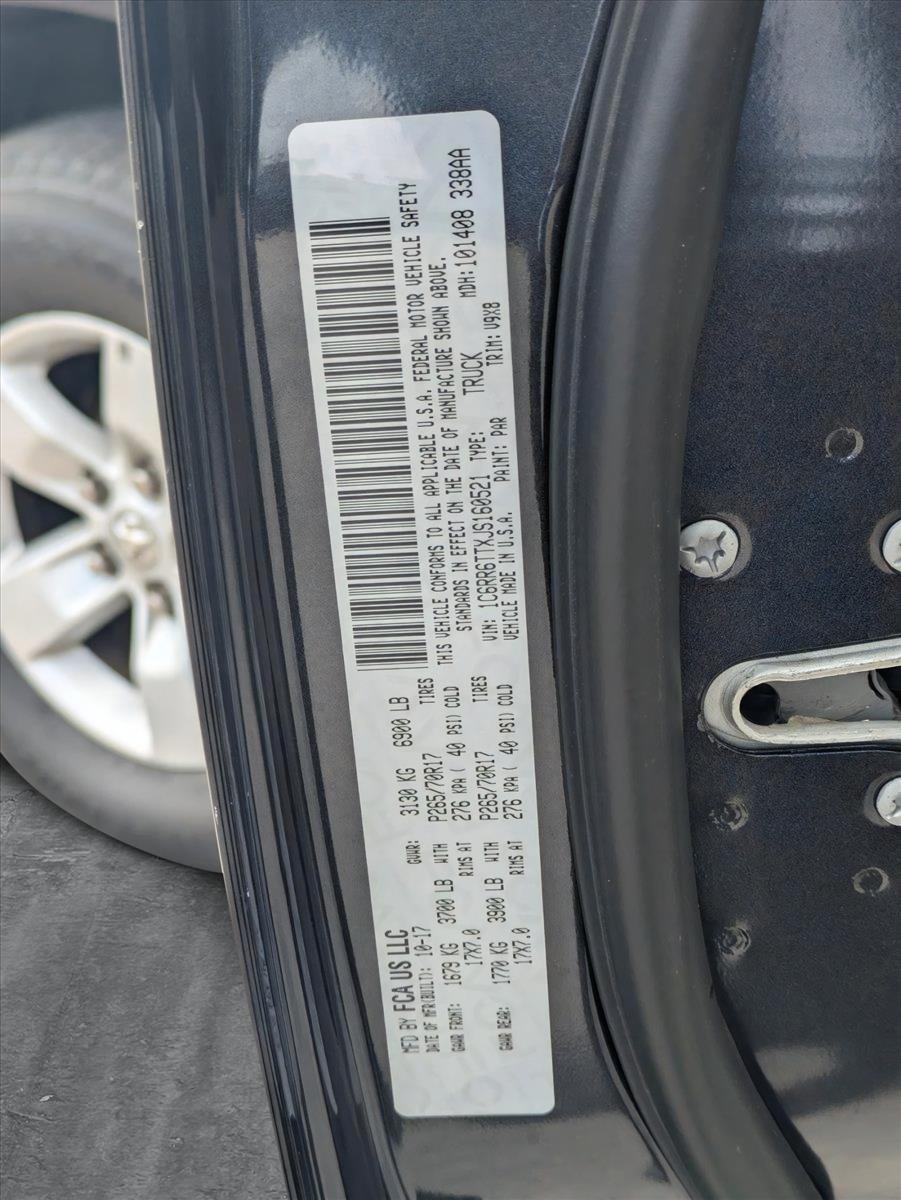 MFD BY FCA US LLC
DATE OF MFR(BUILT): 10-17 GVWR: 3130 KG 6900 LB
GAWR FRONT: 1679 KG 3700 LB WITH P265/70R17 TIRES
17X7.0 RIMS AT 276 KPA ( 40 PSI) COLD
GAWR REAR: 1770 KG 3900 LB WITH P265/70R17 TIRES
17X7.0 RIMS AT 276 KPA ( 40 PSI) COLD
THIS VEHICLE CONFORMS TO ALL APPLICABLE U.S.A. FEDERAL MOTOR VEHICLE SAFETY
STANDARDS IN EFFECT ON THE DATE OF MANUFACTURE SHOWN ABOVE.
VIN: 1C6RR6TTXJS160521 TYPE: TRUCK MDH: 101408 338AA
VEHICLE MADE IN U.S.A. PAINT: PAR TRIM: V9X8